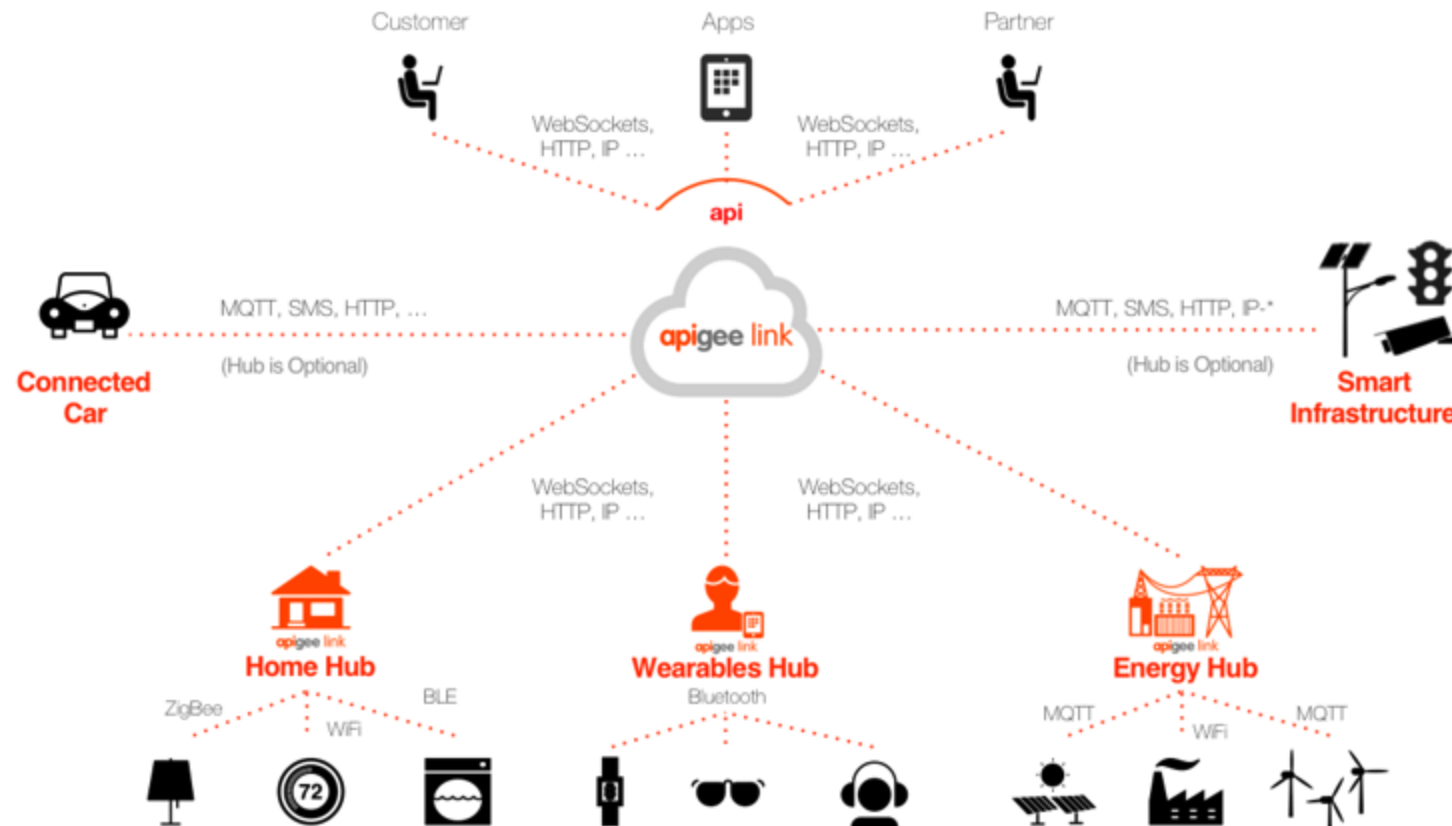 Customer
Apps
Partner
WebSockets,
HTTP, IP ...
WebSockets,
HTTP, IP ...
api
MQTT, SMS, HTTP, ...
(Hub is Optional)
apigee link
MQTT, SMS, HTTP, IP-*
(Hub is Optional)
Connected
Car
Smart
Infrastructure
WebSockets,
HTTP, IP ...
WebSockets,
HTTP, IP ...
apigee link
Home Hub
apigee link
Wearables Hub
apigee link
Energy Hub
ZigBee
WiFi
BLE
Bluetooth
MQTT
WiFi
MQTT
72